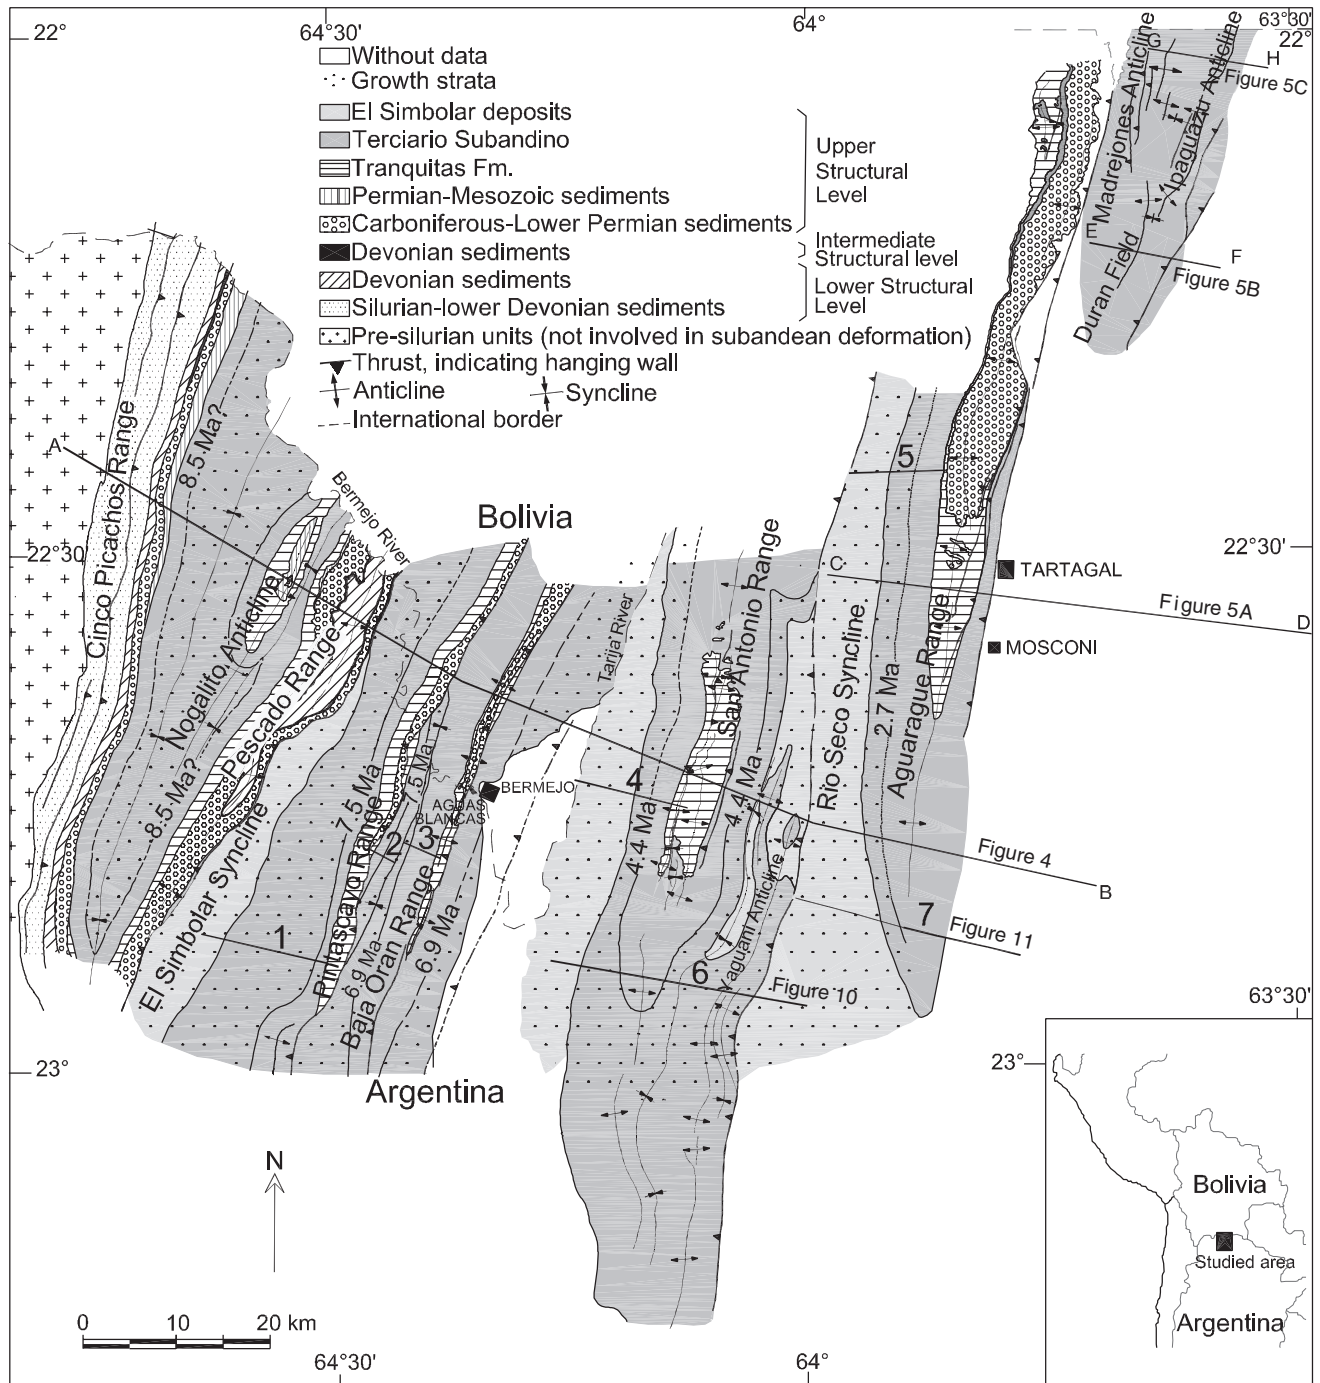 22°
64°30'
64°
63°30'
22°
Without data
Growth strata
El Simbolar deposits
Terciario Subandino
Tranquitas Fm.
Permian-Mesozoic sediments
Carboniferous-Lower Permian sediments
Upper
Structural
Level
Devonian sediments
Intermediate
Structural level
Devonian sediments
Silurian-lower Devonian sediments
Lower Structural
Level
Pre-silurian units (not involved in subandean deformation)
Thrust, indicating hanging wall
Anticline
Syncline
International border
G
H
Figure 5C
Madrejones Anticline
Ipaguazu Anticline
E
F
Figure 5B
Duran Field
A
Cinco Picachos Range
8.5 Ma?
Bermejo River
Bolivia
22°30'
22°30'
5
C
TARTAGAL
Figure 5A
D
MOSCONI
Nogalito Anticline
Pescado Range
8.5 Ma?
El Simbolar Syncline
Tarija River
San Antonio Range
Rio Seco Syncline
2.7 Ma
Aguarague Range
7.5 Ma
7.5 Ma
AGUAS
BLANCAS
BERMEJO
Pintascayo Range
2
3
4
4.4 Ma
4.4 Ma
Figure 4
B
1
6.9 Ma
Baja Oran Range
6.9 Ma
6
Yaguani Anticline
7
Figure 11
Figure 10
63°30'
23°
Argentina
23°
N
Bolivia
Studied area
Argentina
0
10
20 km
64°30'
64°